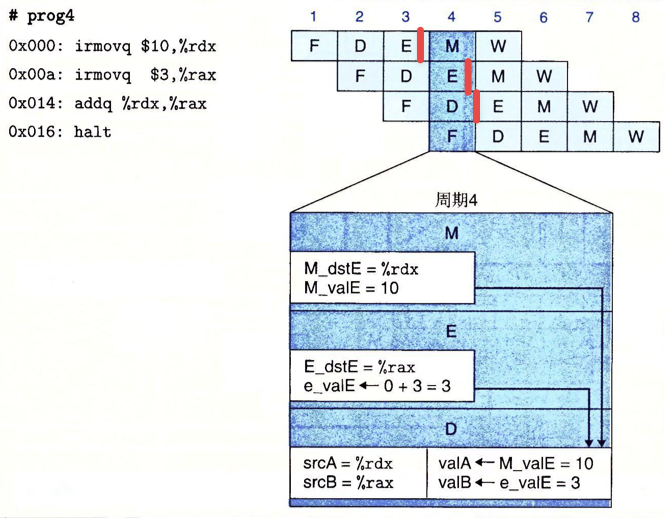 # prog4
0x000: irmovq $10,%rdx
0x00a: irmovq $3,%rax
0x014: addq %rdx,%rax
0x016: halt
1 2 3 4 5 6 7 8
F D E M W
F D E M W
F D E M W
F D E M W
周期4
M
M_dstE = %rdx
M_valE = 10
E
E_dstE = %rax
e_valE ← 0 + 3 = 3
D
srcA = %rdx valA ← M_valE = 10
srcB = %rax valB ← e_valE = 3